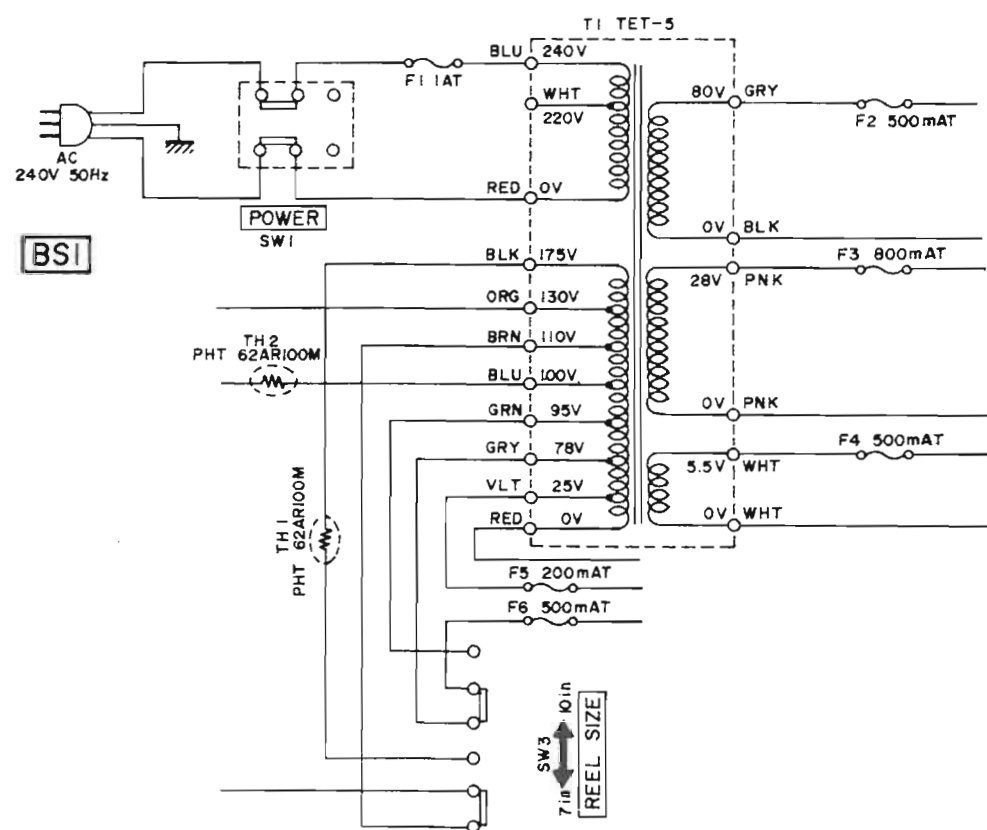 T1 TET-5
BLU 240V
F1 1AT
WHT
220V
80V GRY
F2 500mAT
AC
240V 50Hz
RED 0V
POWER
SW1
0V BLK
BS1
BLK 175V
F3 800mAT
28V PNK
ORG 130V
TH2
PHT 62AR100M
BRN 110V
BLU 100V
GRN 95V
0V PNK
GRY 78V
F4 500mAT
5.5V WHT
VLT 25V
RED 0V
0V WHT
TH1
PHT 62AR100M
F5 200mAT
F6 500mAT
SW3
7in 10in
REEL SIZE